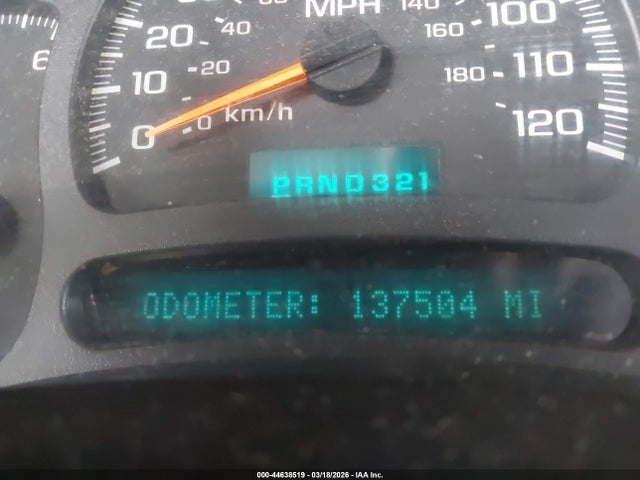 MPH 140
20 40 160 100
6
10 20 180 110
0 0 km/h 120
PRND321
ODOMETER: 137504 MI
000-44638519 - 03/18/2026 - IAA Inc.